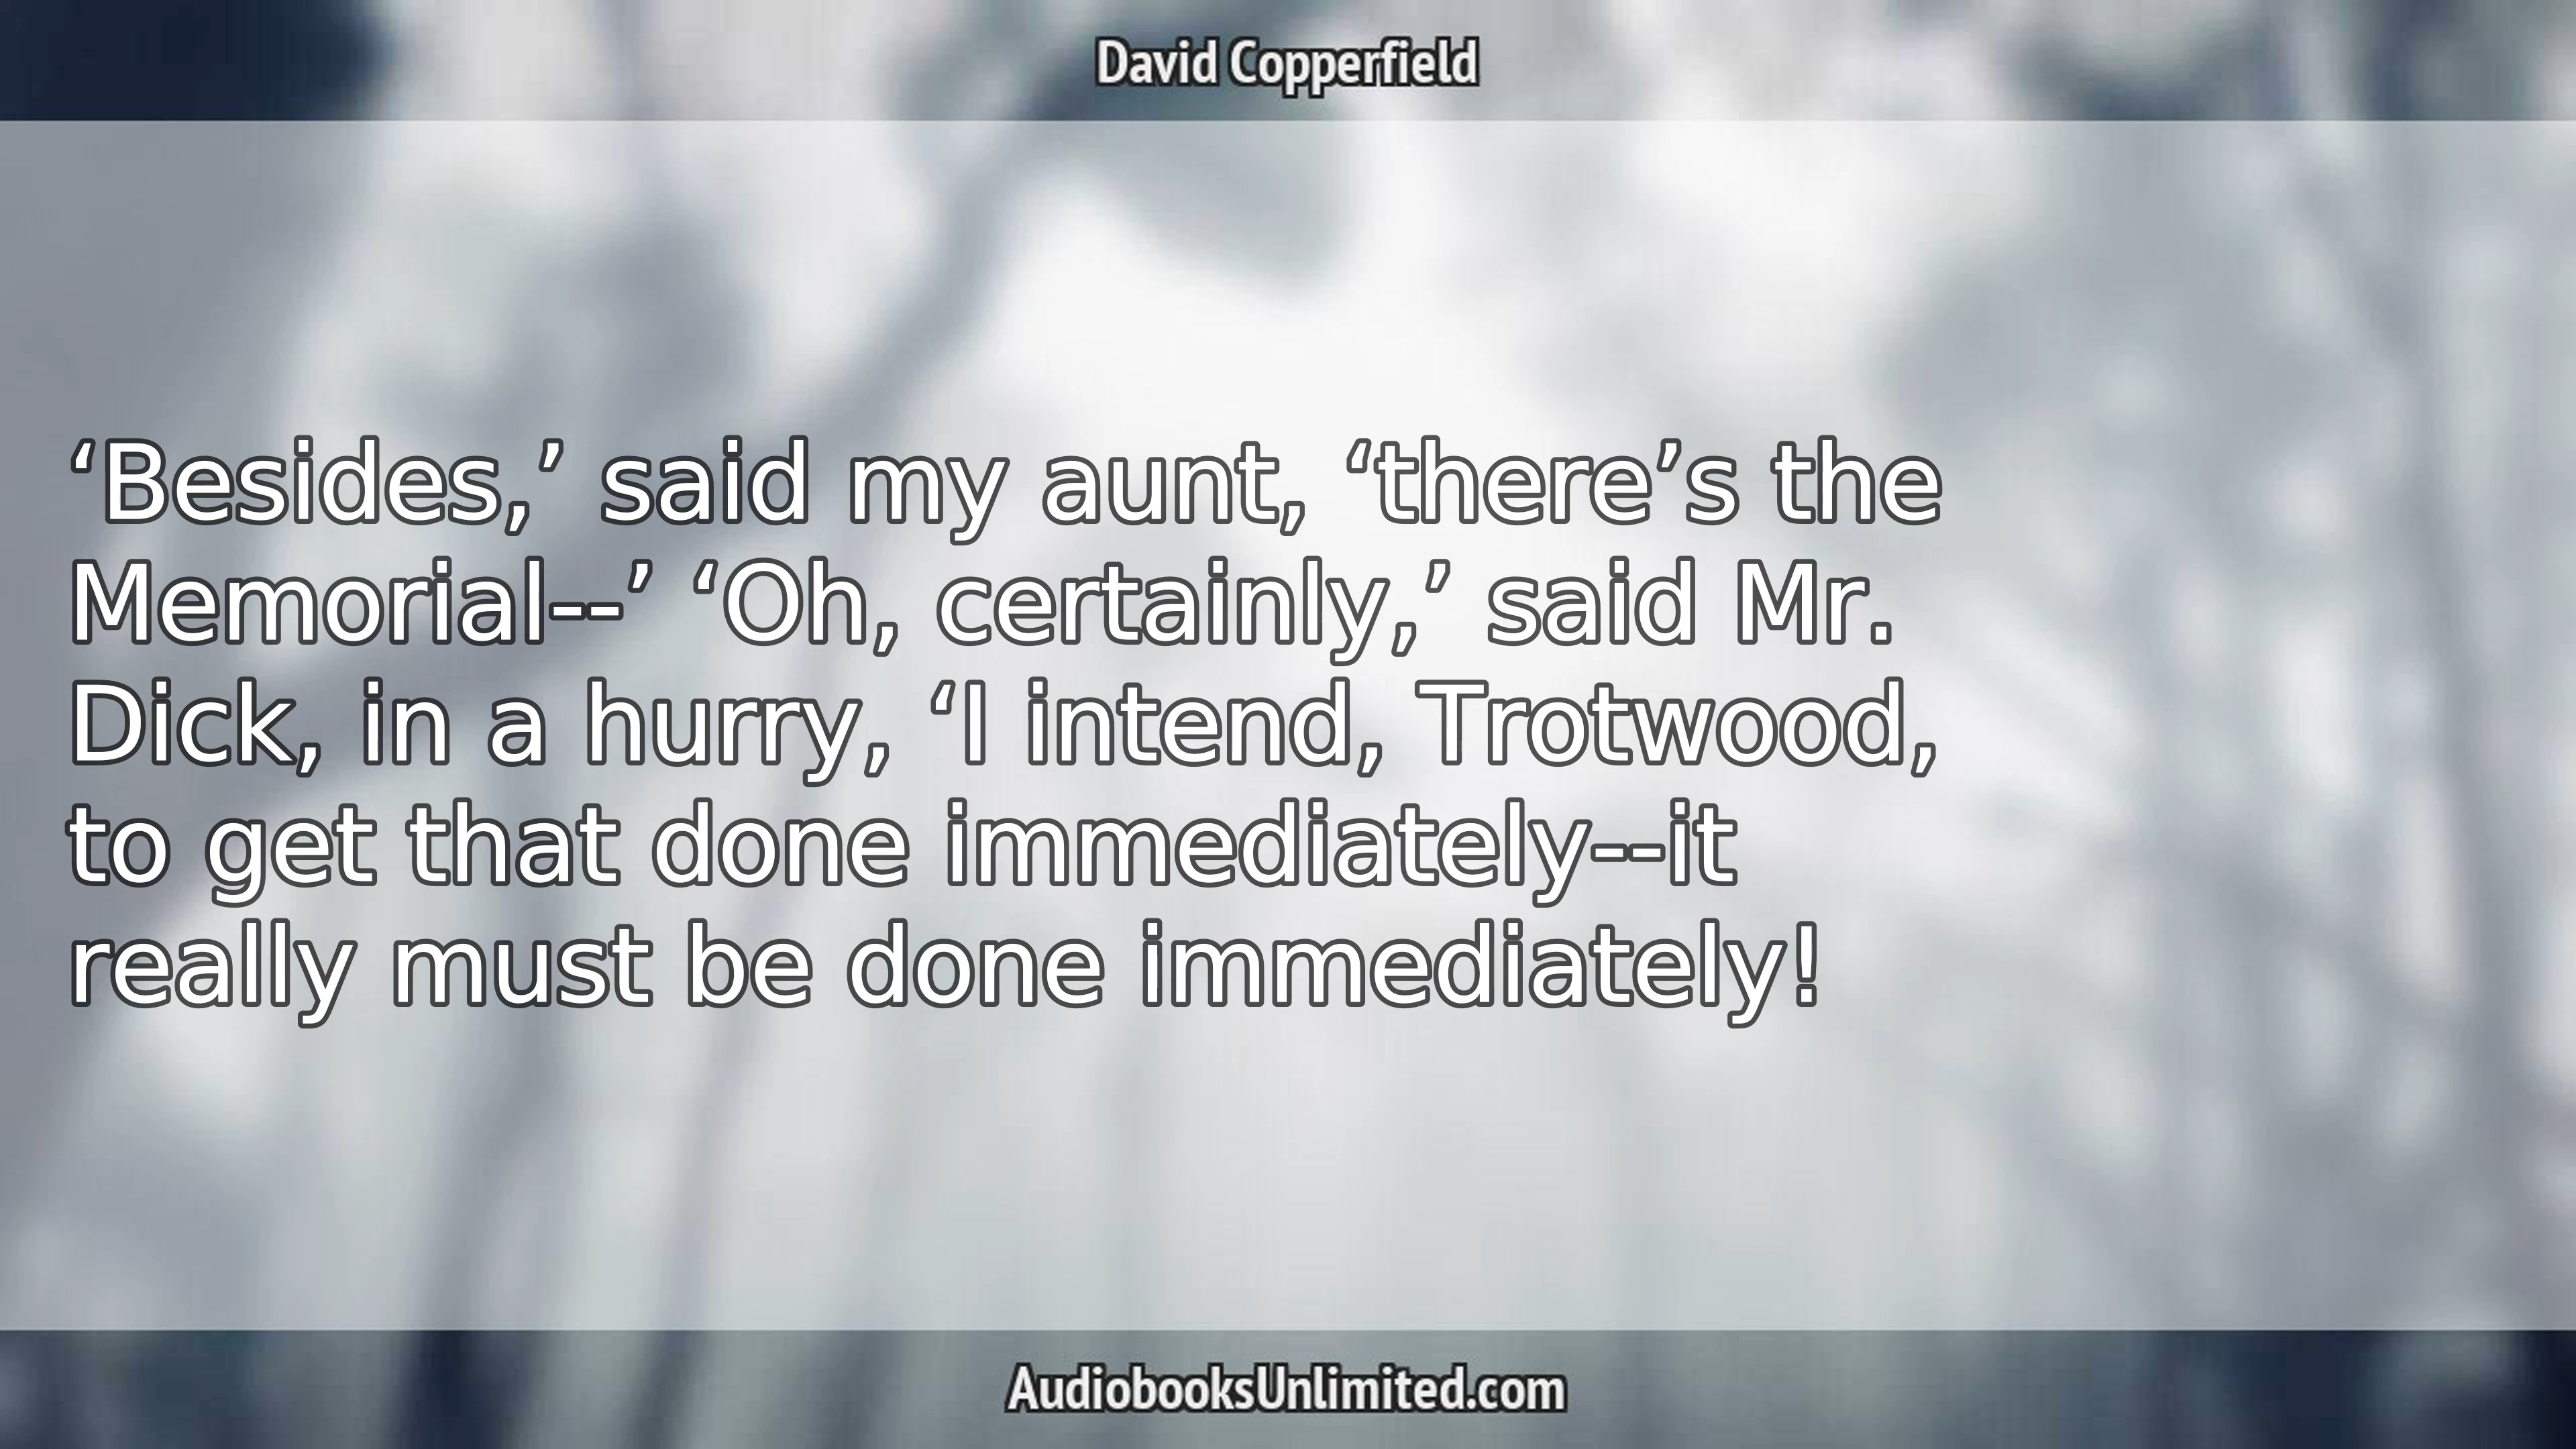 David Copperfield
‘Besides,’ said my aunt, ‘there’s the
Memorial--’ ‘Oh, certainly,’ said Mr.
Dick, in a hurry, ‘I intend, Trotwood,
to get that done immediately--it
really must be done immediately!
AudiobooksUnlimited.com